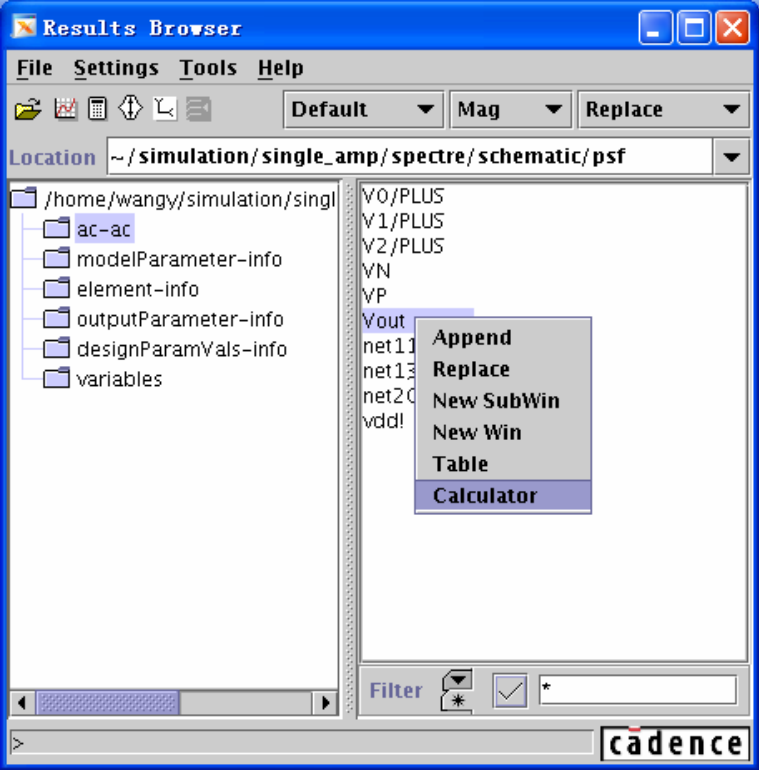 Results Browser
File Settings Tools Help
Default Mag Replace
Location ~/simulation/single_amp/spectre/schematic/psf
/home/wangy/simulation/singl
ac-ac
modelParameter-info
element-info
outputParameter-info
designParamVals-info
variables
V0/PLUS
V1/PLUS
V2/PLUS
VN
VP
Vout
net11
net13
net20
vdd!
Append
Replace
New SubWin
New Win
Table
Calculator
Filter *
>
cadence